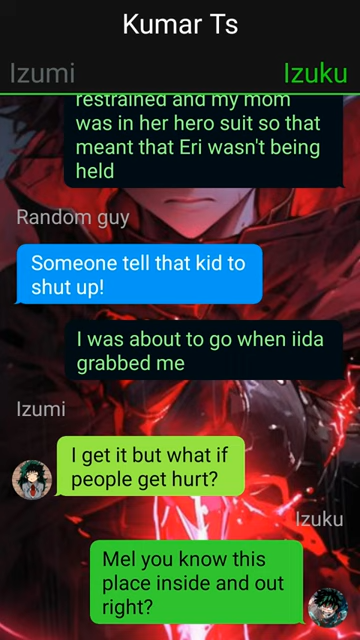 Kumar Ts
Izumi
Izuku
restrained and my mom
was in her hero suit so that
meant that Eri wasn't being
held
Random guy
Someone tell that kid to
shut up!
I was about to go when iida
grabbed me
Izumi
I get it but what if
people get hurt?
Izuku
Mel you know this
place inside and out
right?